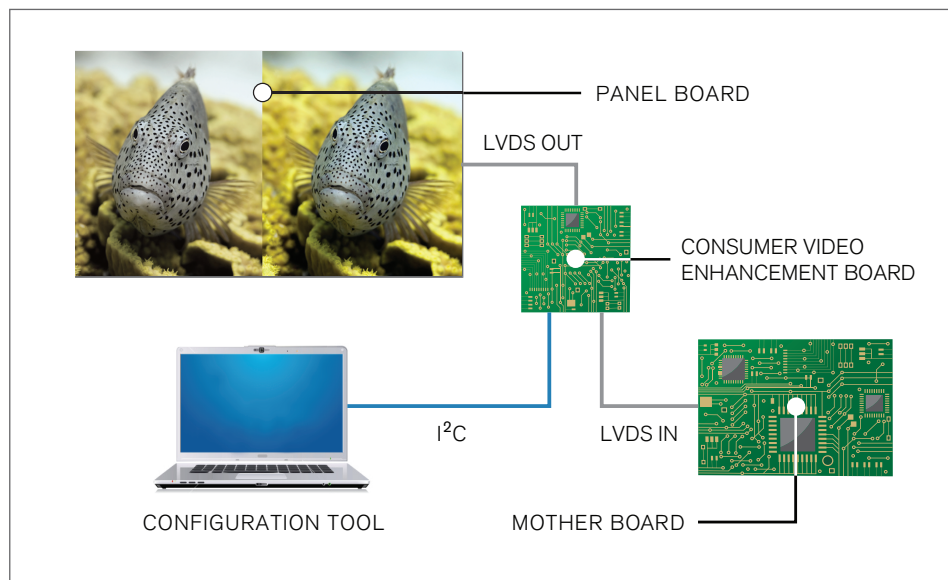 PANEL BOARD
LVDS OUT
CONSUMER VIDEO
ENHANCEMENT BOARD
I²C
LVDS IN
CONFIGURATION TOOL
MOTHER BOARD